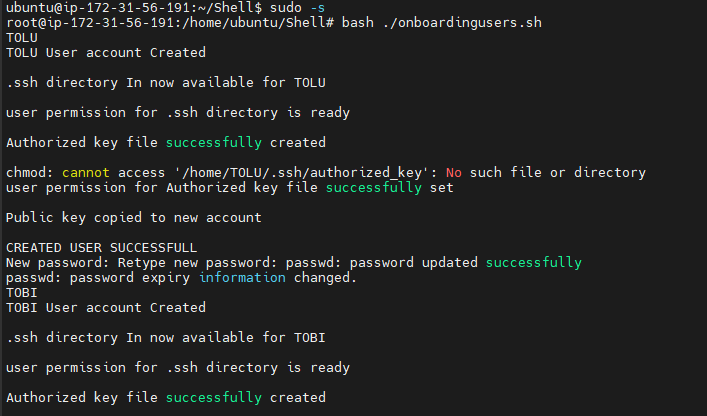 ubuntu@ip-172-31-56-191:~/Shell$ sudo -s
root@ip-172-31-56-191:/home/ubuntu/Shell# bash ./onboardingusers.sh
TOLU
TOLU User account Created
.ssh directory In now available for TOLU
user permission for .ssh directory is ready
Authorized key file successfully created
chmod: cannot access '/home/TOLU/.ssh/authorized_key': No such file or directory
user permission for Authorized key file successfully set
Public key copied to new account
CREATED USER SUCCESSFULL
New password: Retype new password: passwd: password updated successfully
passwd: password expiry information changed.
TOBI
TOBI User account Created
.ssh directory In now available for TOBI
user permission for .ssh directory is ready
Authorized key file successfully created